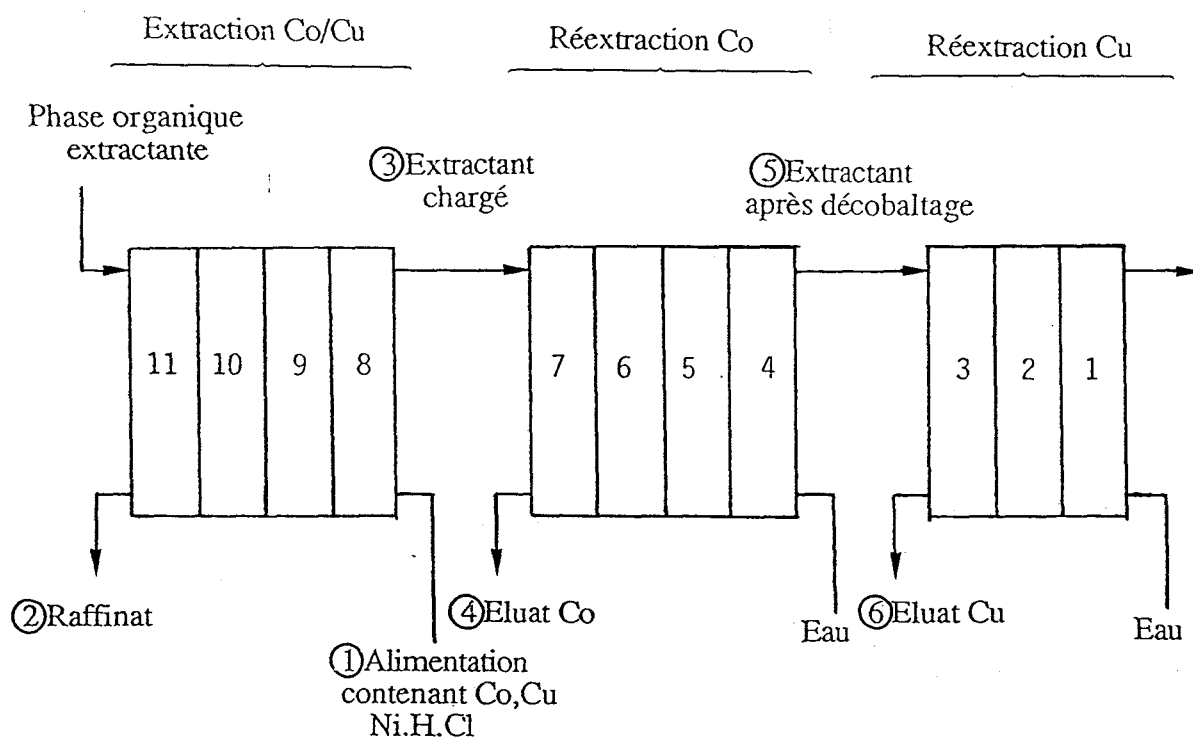 Extraction Co/Cu
Réextraction Co
Réextraction Cu
Phase organique
extractante
③Extractant
chargé
⑤Extractant
après décobaltage
11 10 9 8
7 6 5 4
3 2 1
②Raffinat
④Eluat Co
Eau
⑥Eluat Cu
Eau
①Alimentation
contenant Co,Cu
Ni.H.Cl